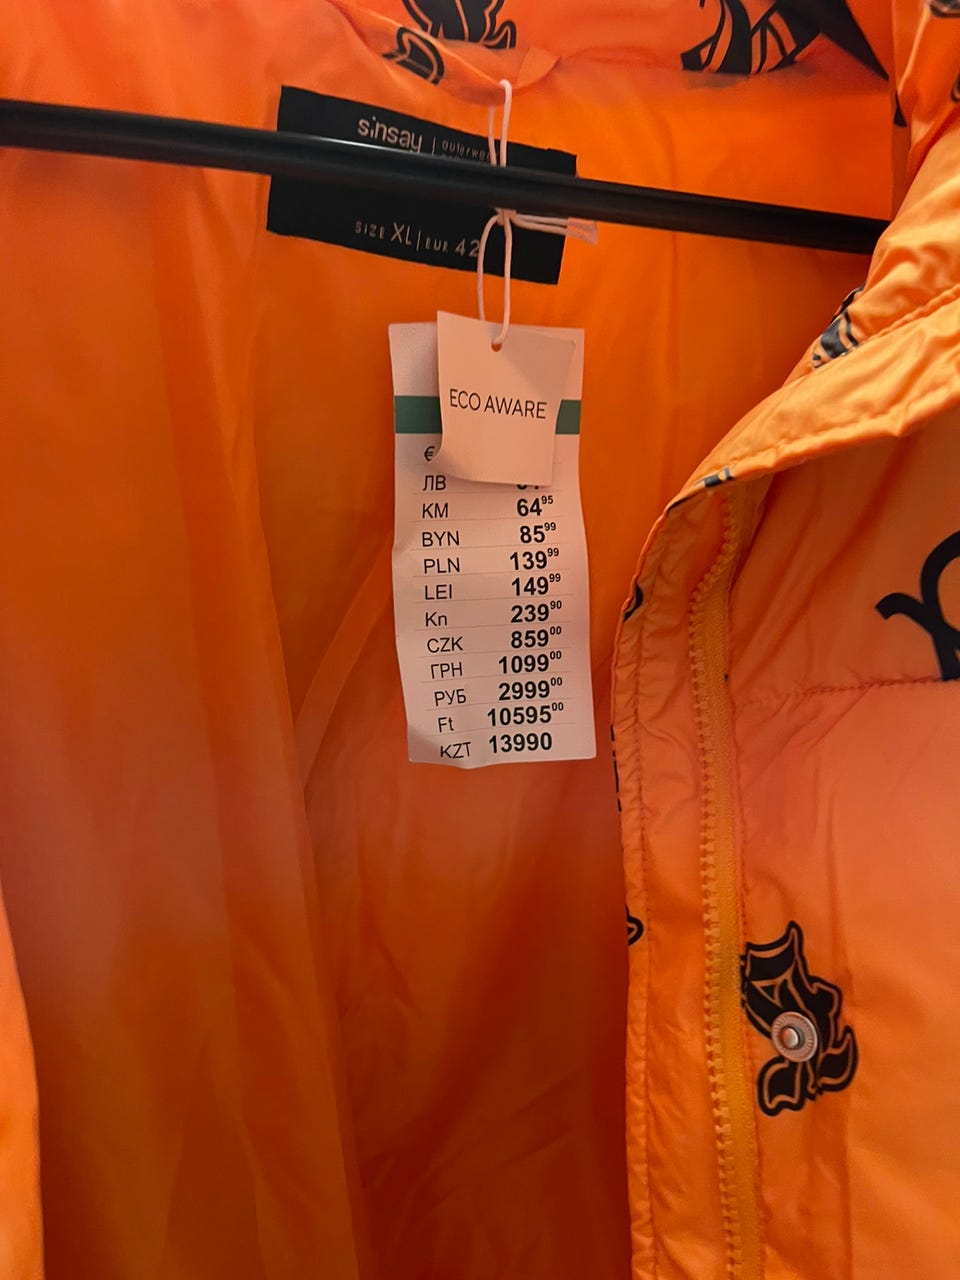 sinsay | outerwear
SIZE XL | EUR 42
ECO AWARE
€
ЛВ
KM 64⁹⁵
BYN 85⁹⁹
PLN 139⁹⁹
LEI 149⁹⁹
Kn 239⁹⁰
CZK 859⁰⁰
ГРН 1099⁰⁰
РУБ 2999⁰⁰
Ft 10595⁰⁰
KZT 13990